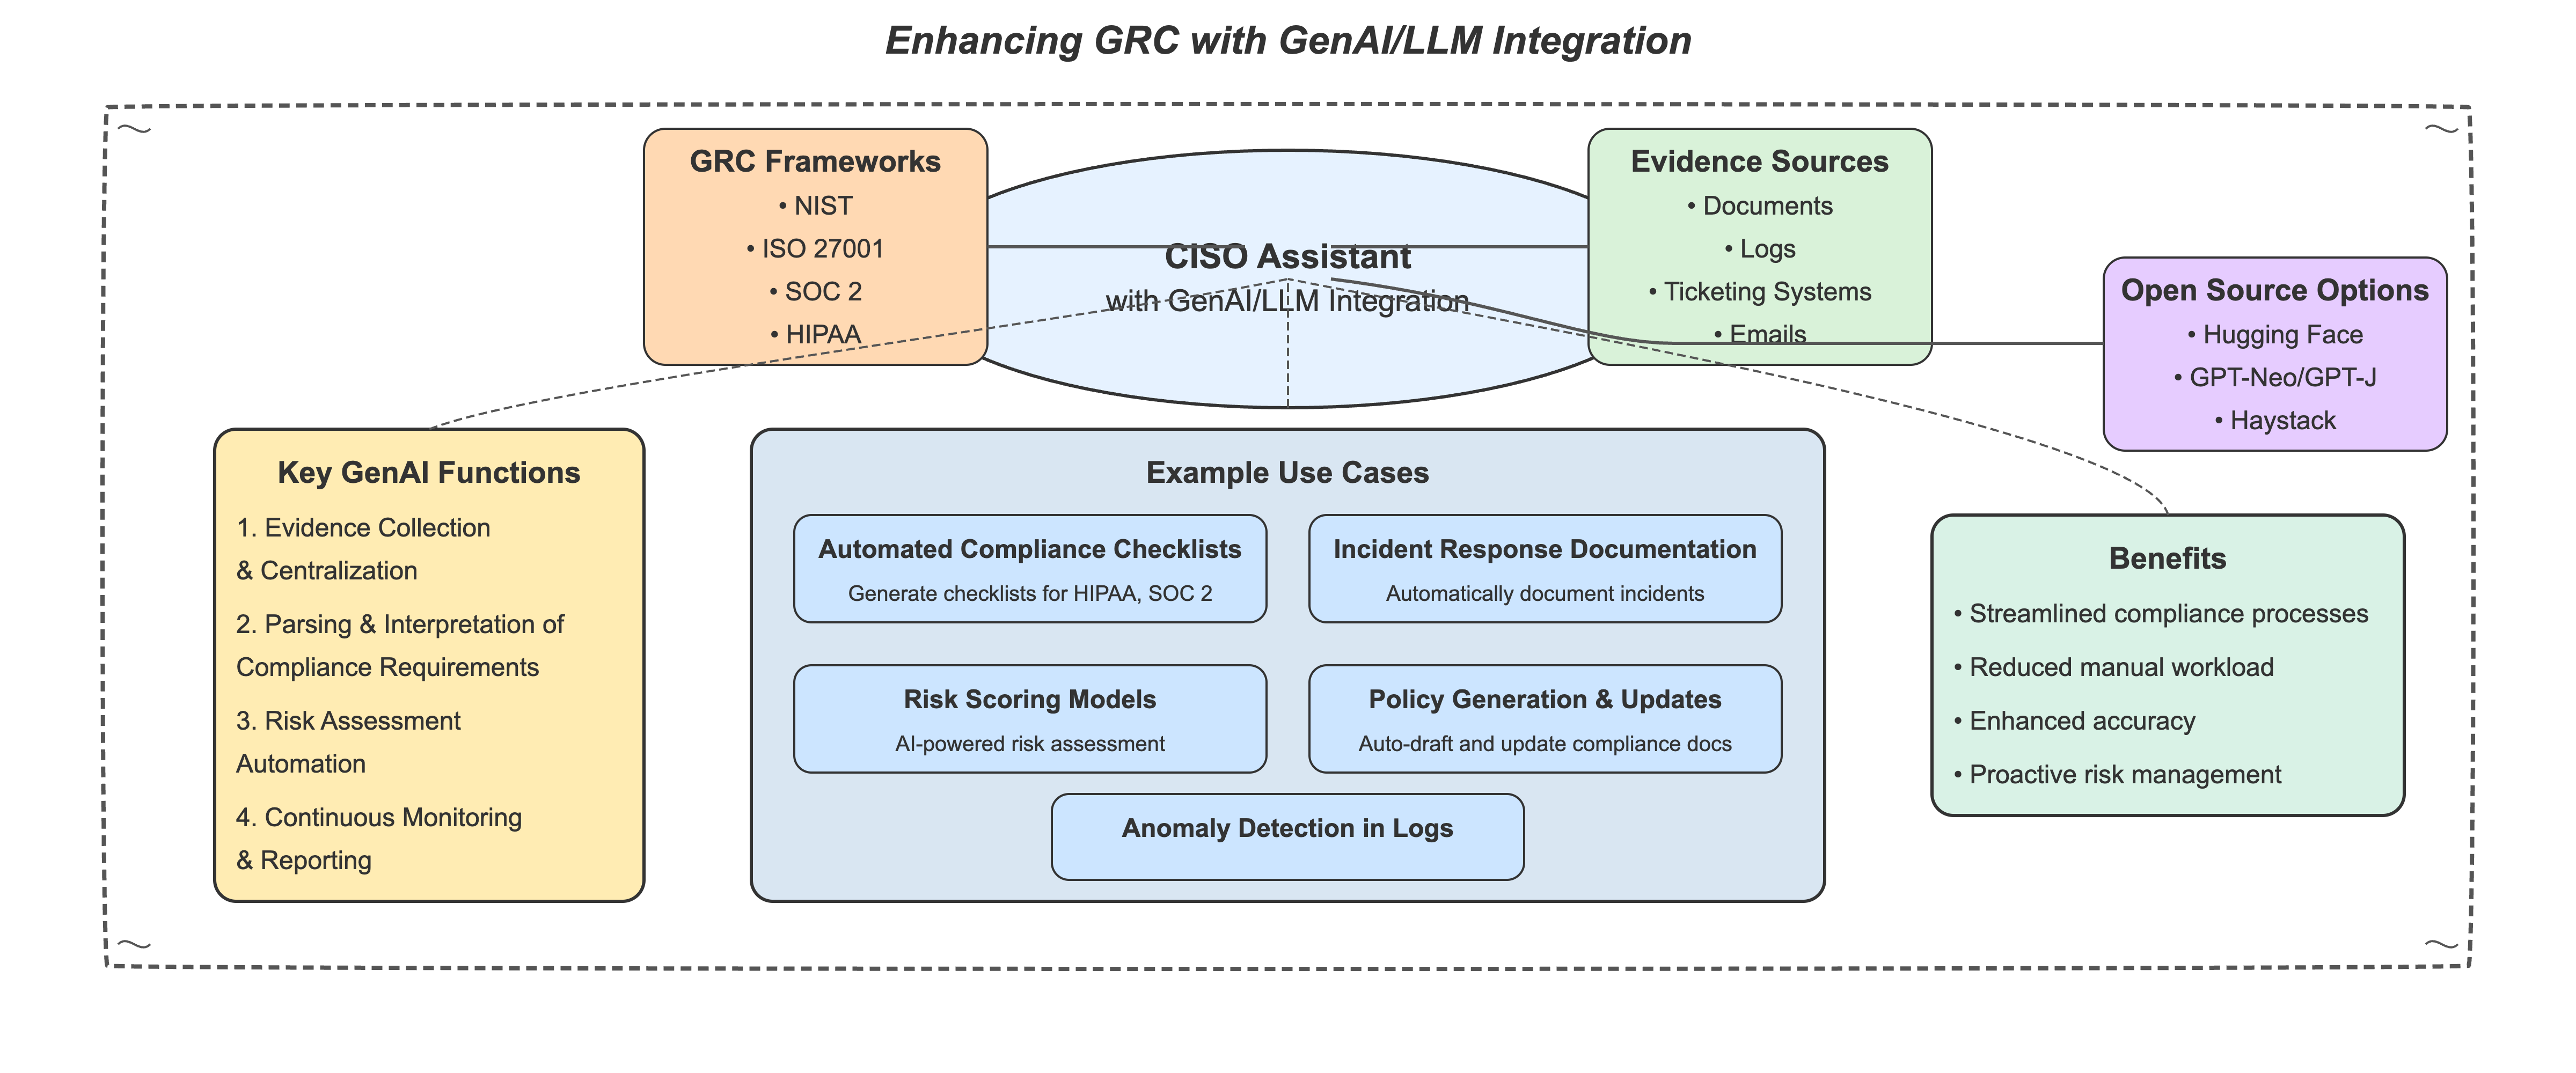 Enhancing GRC with GenAI/LLM Integration
GRC Frameworks
• NIST
• ISO 27001
• SOC 2
• HIPAA
CISO Assistant
with GenAI/LLM Integration
Evidence Sources
• Documents
• Logs
• Ticketing Systems
• Emails
Open Source Options
• Hugging Face
• GPT-Neo/GPT-J
• Haystack
Key GenAI Functions
1. Evidence Collection
& Centralization
2. Parsing & Interpretation of
Compliance Requirements
3. Risk Assessment
Automation
4. Continuous Monitoring
& Reporting
Example Use Cases
Automated Compliance Checklists
Generate checklists for HIPAA, SOC 2
Incident Response Documentation
Automatically document incidents
Risk Scoring Models
AI-powered risk assessment
Policy Generation & Updates
Auto-draft and update compliance docs
Anomaly Detection in Logs
Benefits
• Streamlined compliance processes
• Reduced manual workload
• Enhanced accuracy
• Proactive risk management